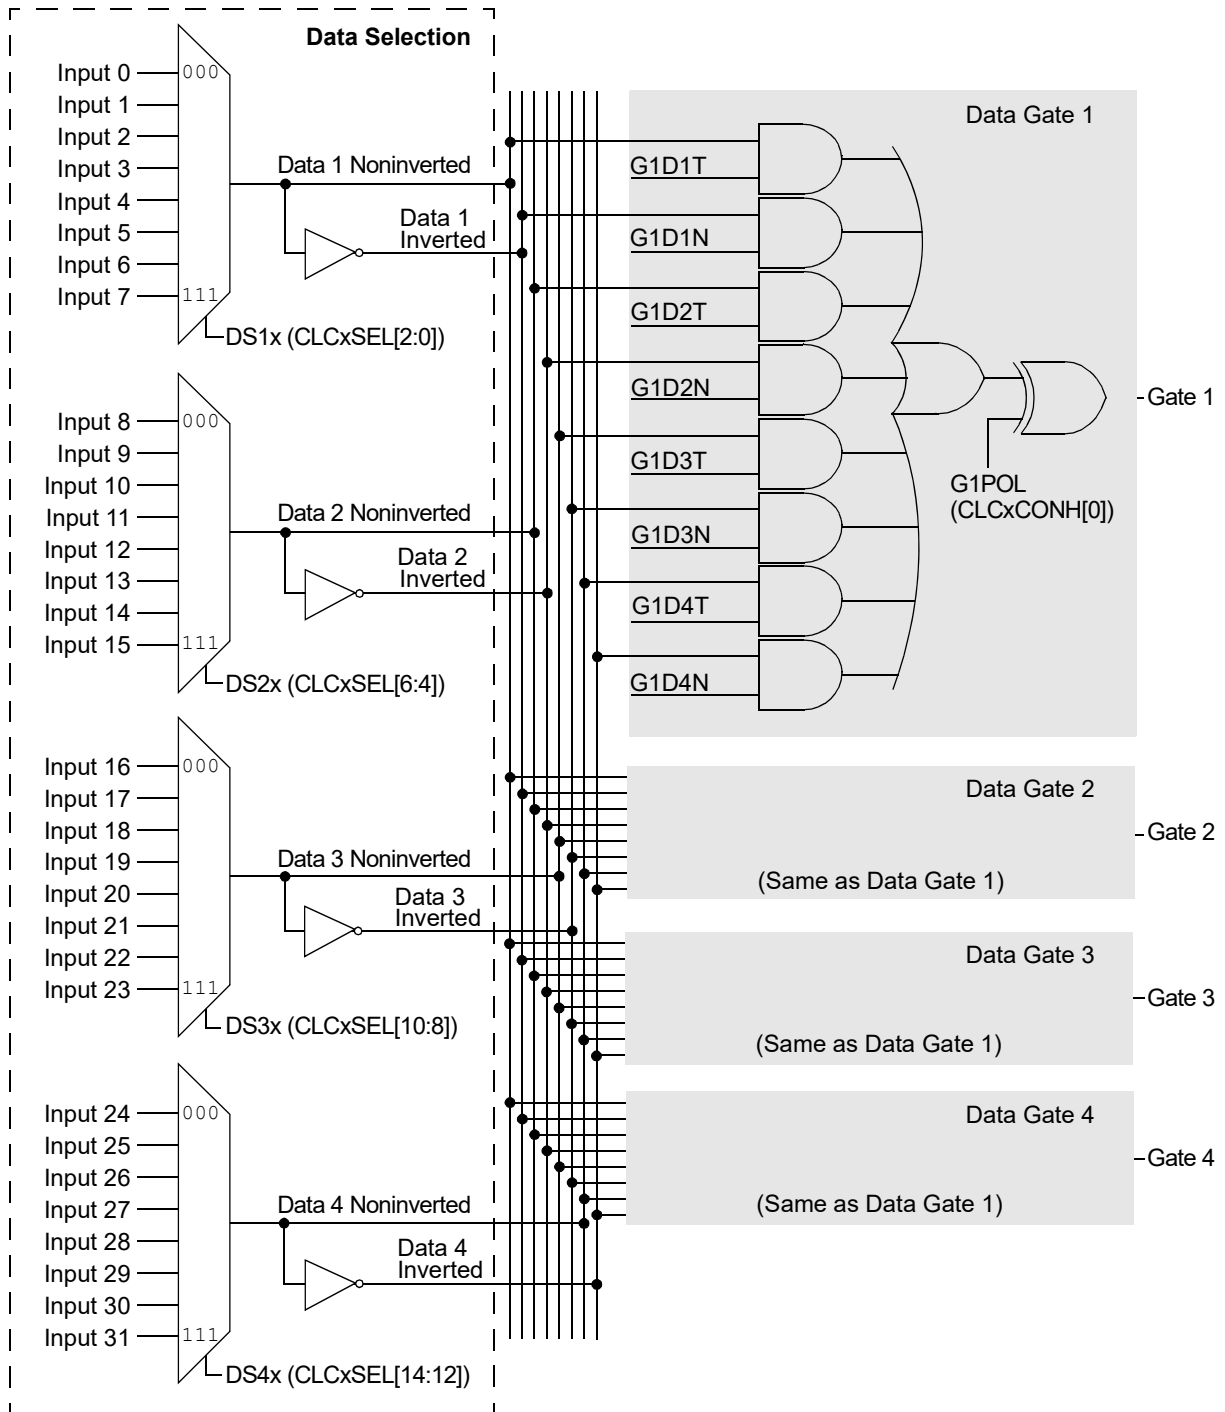 Data Selection
Input 0
000
Input 1
Input 2
Input 3
Input 4
Input 5
Input 6
Input 7
111
Data 1 Noninverted
Data 1
Inverted
DS1x (CLCxSEL[2:0])
Input 8
000
Input 9
Input 10
Input 11
Input 12
Input 13
Input 14
Input 15
111
Data 2 Noninverted
Data 2
Inverted
DS2x (CLCxSEL[6:4])
Input 16
000
Input 17
Input 18
Input 19
Input 20
Input 21
Input 22
Input 23
111
Data 3 Noninverted
Data 3
Inverted
DS3x (CLCxSEL[10:8])
Input 24
000
Input 25
Input 26
Input 27
Input 28
Input 29
Input 30
Input 31
111
Data 4 Noninverted
Data 4
Inverted
DS4x (CLCxSEL[14:12])
Data Gate 1
G1D1T
G1D1N
G1D2T
G1D2N
G1D3T
G1D3N
G1D4T
G1D4N
G1POL
(CLCxCONH[0])
Gate 1
Data Gate 2
(Same as Data Gate 1)
Gate 2
Data Gate 3
(Same as Data Gate 1)
Gate 3
Data Gate 4
(Same as Data Gate 1)
Gate 4